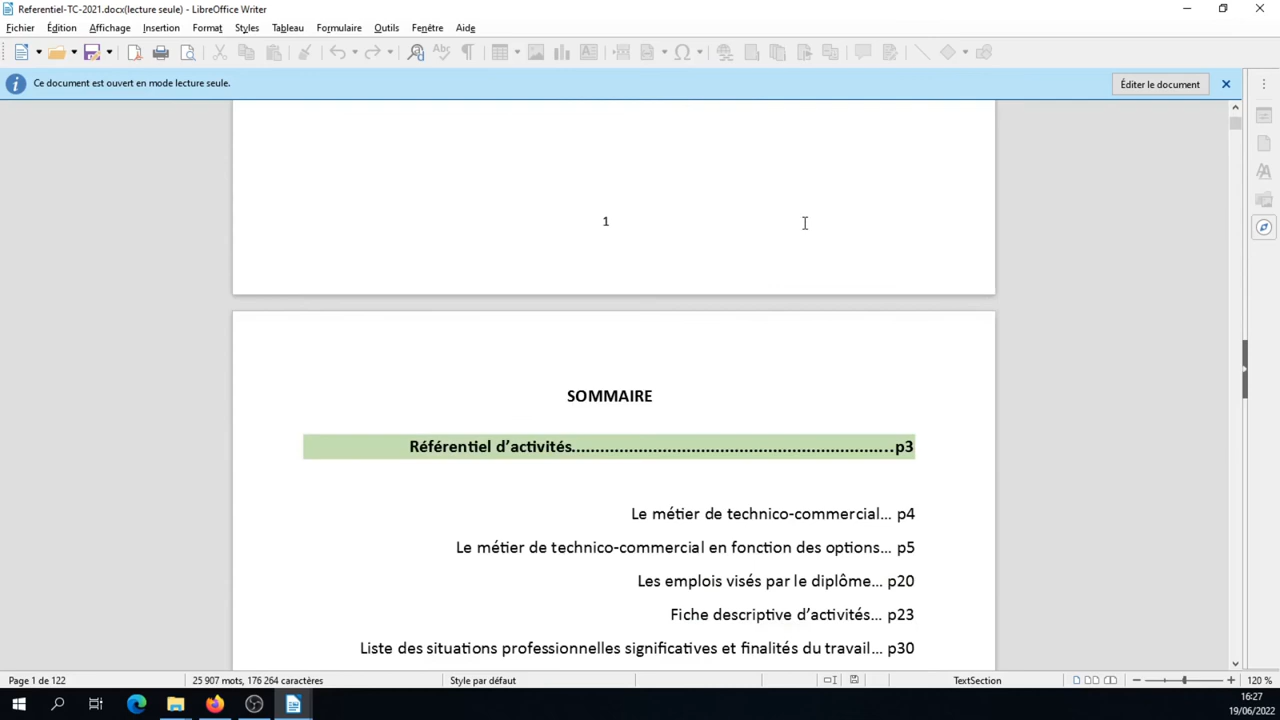 Referentiel-TC-2021.docx(lecture seule) - LibreOffice Writer
Fichier Édition Affichage Insertion Format Styles Tableau Formulaire Outils Fenêtre Aide
Ce document est ouvert en mode lecture seule.
Éditer le document
1
SOMMAIRE
Référentiel d'activités....................................................................p3
Le métier de technico-commercial... p4
Le métier de technico-commercial en fonction des options... p5
Les emplois visés par le diplôme... p20
Fiche descriptive d'activités... p23
Liste des situations professionnelles significatives et finalités du travail... p30
Page 1 de 122 25 907 mots, 176 264 caractères Style par défaut TextSection 120 %
16:27
19/06/2022